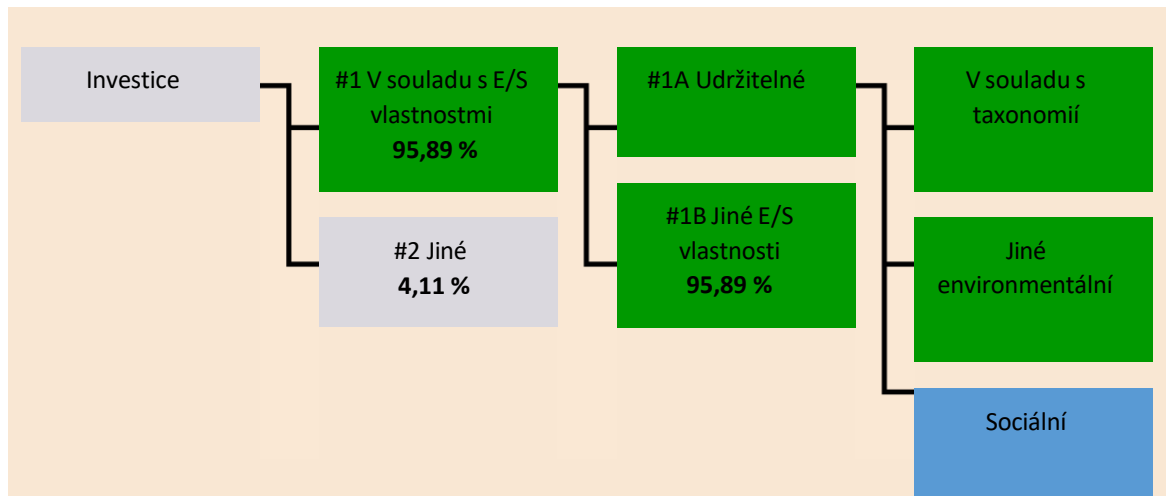 Investice
#1 V souladu s E/S
vlastnostmi
95,89 %
#2 Jiné
4,11 %
#1A Udržitelné
#1B Jiné E/S
vlastnosti
95,89 %
V souladu s
taxonomií
Jiné
environmentální
Sociální